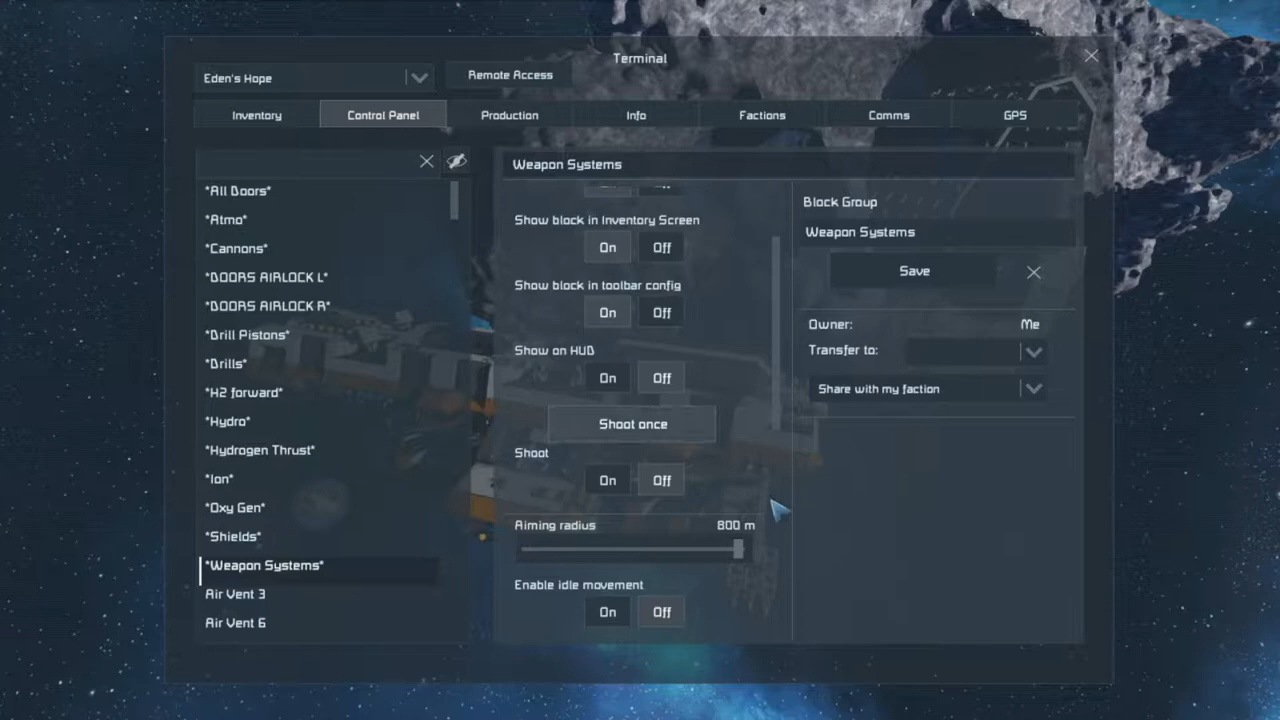 Terminal
Eden's Hope
Remote Access
Inventory
Control Panel
Production
Info
Factions
Comms
GPS
*All Doors*
*Atmo*
*Cannons*
*DOORS AIRLOCK L*
*DOORS AIRLOCK R*
*Drill Pistons*
*Drills*
*H2 forward*
*Hydro*
*Hydrogen Thrust*
*Ion*
*Oxy Gen*
*Shields*
*Weapon Systems*
Air Vent 3
Air Vent 6
Weapon Systems
Show block in Inventory Screen
On Off
Show block in toolbar config
On Off
Show on HUD
On Off
Shoot once
Shoot
On Off
Aiming radius 800 m
Enable idle movement
On Off
Block Group
Weapon Systems
Save
Owner: Me
Transfer to:
Share with my faction